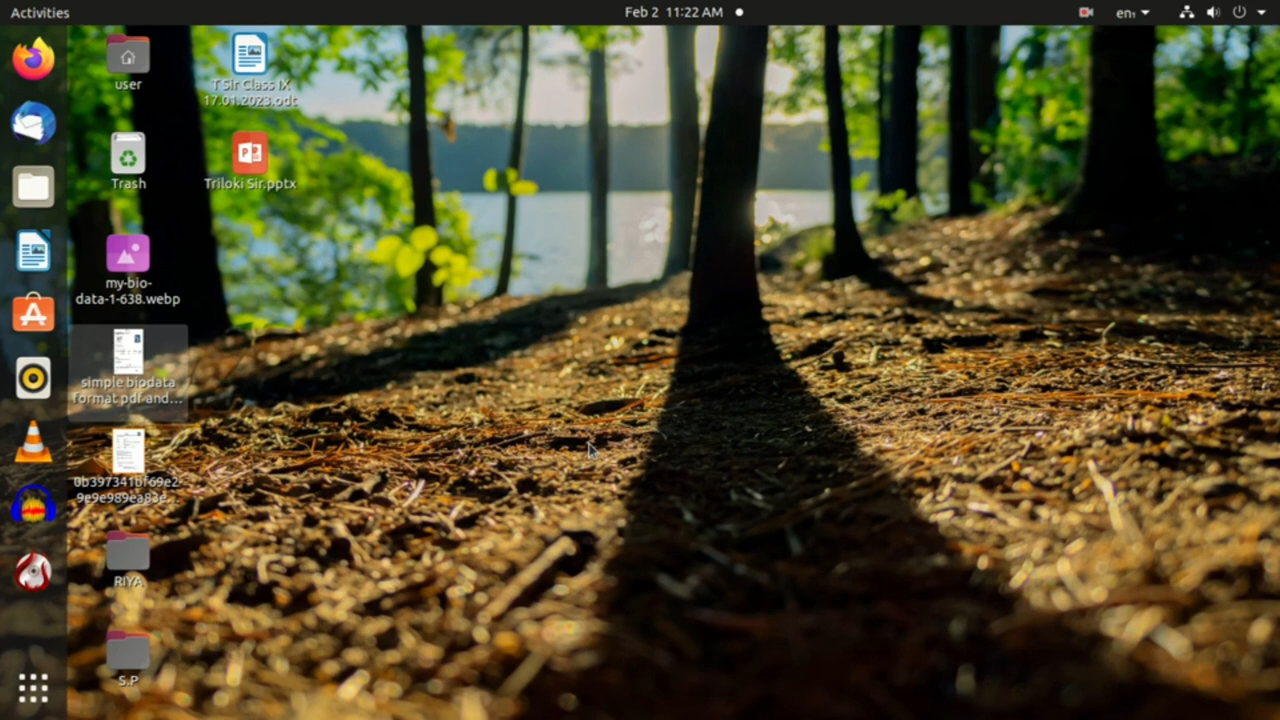 Activities
Feb 2 11:22 AM
en₁
user
Trash
my-bio-
data-1-638.webp
simple biodata
format pdf and...
0b397341bf69e2-
9e9e989ea83e...
RIYA
S.P
T Sir Class IX
17.01.2023.odt
Triloki Sir.pptx